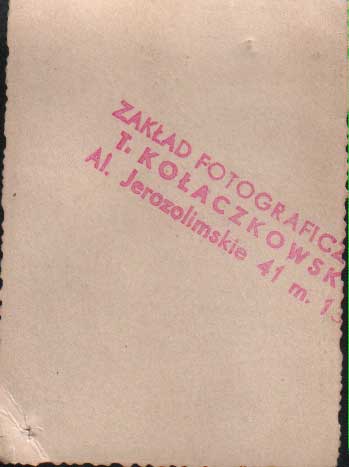 ZAKŁAD FOTOGRAFICZ
T. KOŁACZKOWSK
Al. Jerozolimskie 41 m. 1